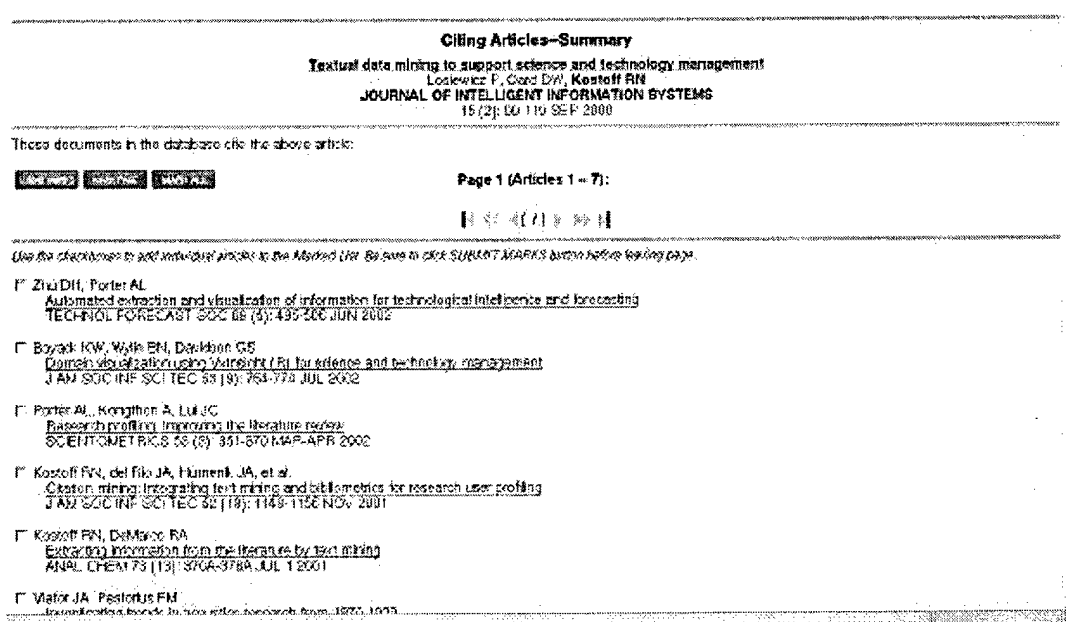 Citing Articles–Summary
Textual data mining to support science and technology management
Losiewicz P, Oard DW, Kostoff RN
JOURNAL OF INTELLIGENT INFORMATION SYSTEMS
15 (2): SEP 2000
These documents in the database cite the above article:
Page 1 (Articles 1 -- 7):
Use the checkboxes to add individual articles to the Marked List. Be sure to click SUBMIT MARKS button before leaving page.
Zhu DH, Porter AL
Automated extraction and visualization of information for technological intelligence and forecasting
TECHNOL FORECAST SOC 69 (5): 495-506 JUN 2002
Boyack KW, Wylie BN, Davidson GS
Domain visualization using VxInsight (R) for science and technology management
J AM SOC INF SCI TEC 53 (9): 764-774 JUL 2002
Porter AL, Kongthon A, Lui JC
Research profiling: Improving the literature review
SCIENTOMETRICS 53 (3): 351-370 MAR-APR 2002
Kostoff RN, del Rio JA, Humenik JA, et al.
Citation mining: Integrating text mining and bibliometrics for research user profiling
J AM SOC INF SCI TEC 52 (13): 1148-1156 NOV 2001
Kostoff RN, DeMarco RA
Extracting information from the literature by text mining
ANAL CHEM 73 (13): 370A-378A JUL 1 2001
Viator JA, Pestorius FM
Investigating trends in research from 1970-1999